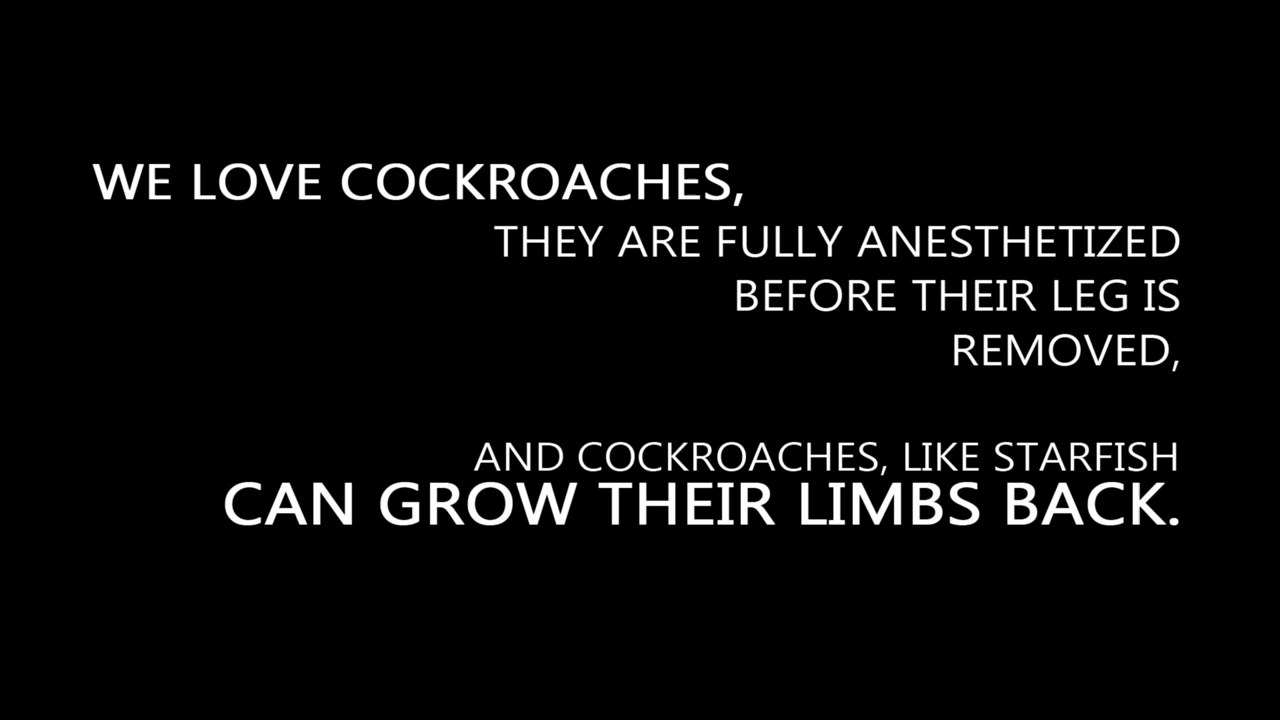 WE LOVE COCKROACHES,
THEY ARE FULLY ANESTHETIZED
BEFORE THEIR LEG IS
REMOVED,
AND COCKROACHES, LIKE STARFISH
CAN GROW THEIR LIMBS BACK.